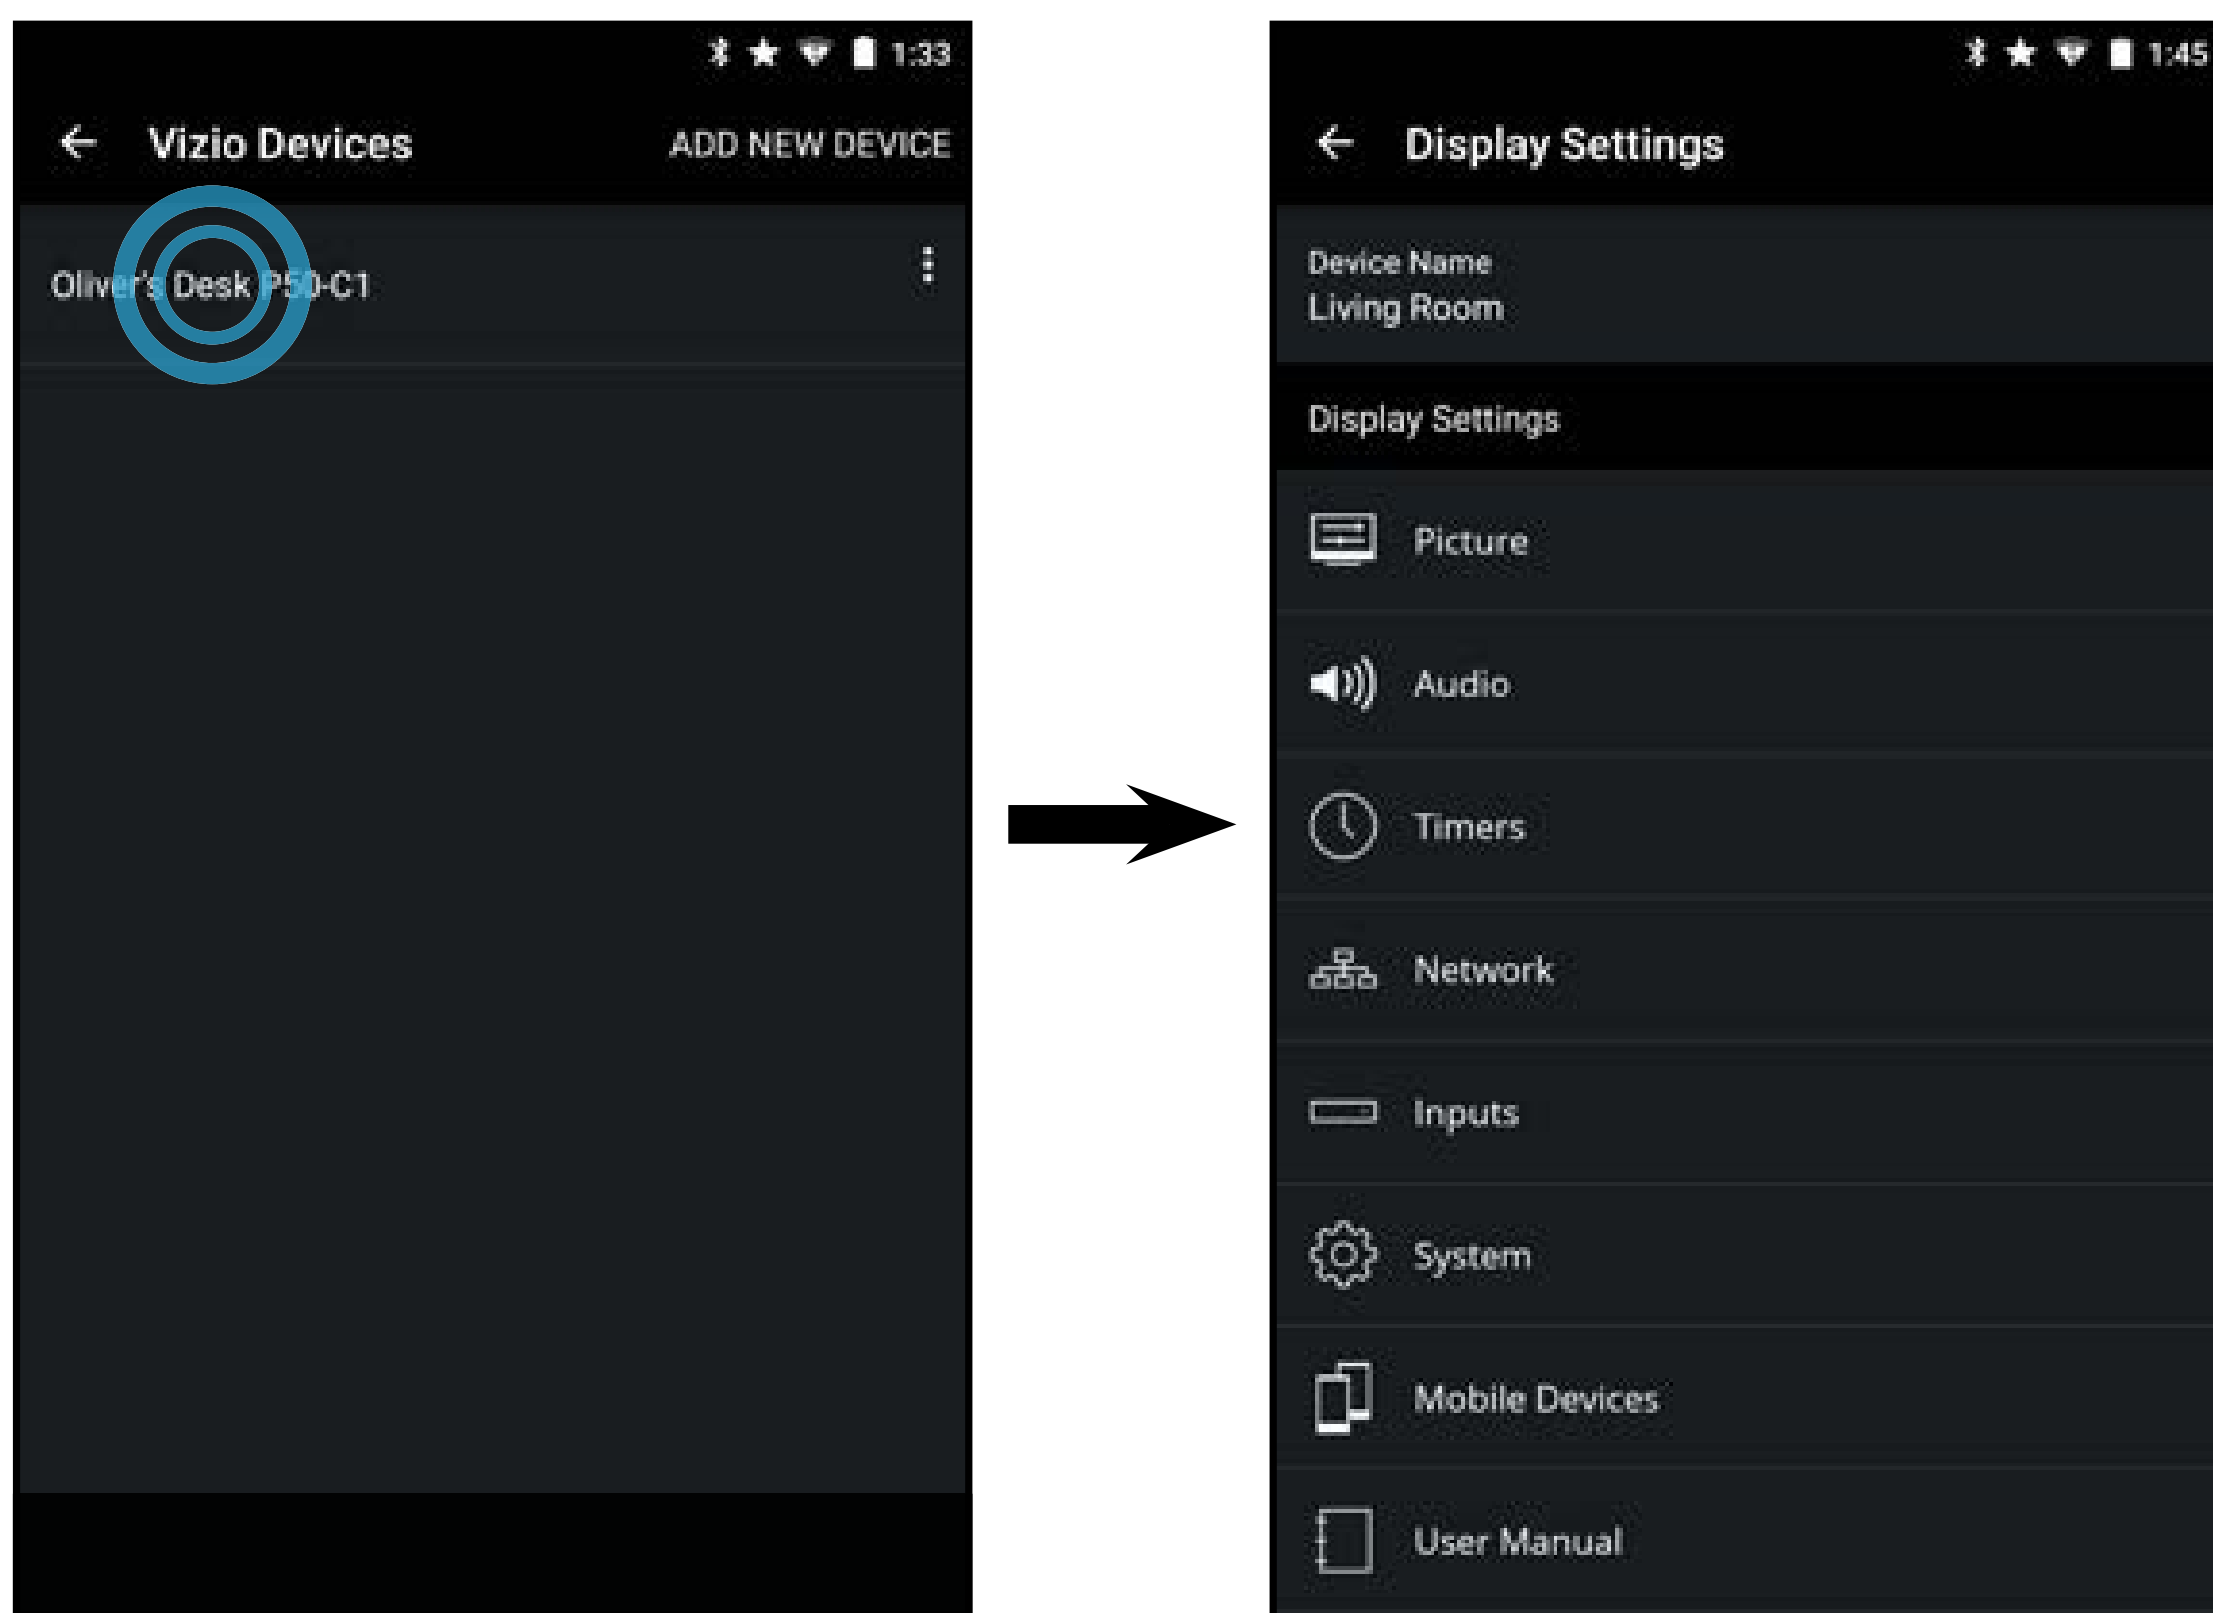 1:33
Vizio Devices
ADD NEW DEVICE
Oliver's Desk P50-C1
1:45
Display Settings
Device Name
Living Room
Display Settings
Picture
Audio
Timers
Network
Inputs
System
Mobile Devices
User Manual